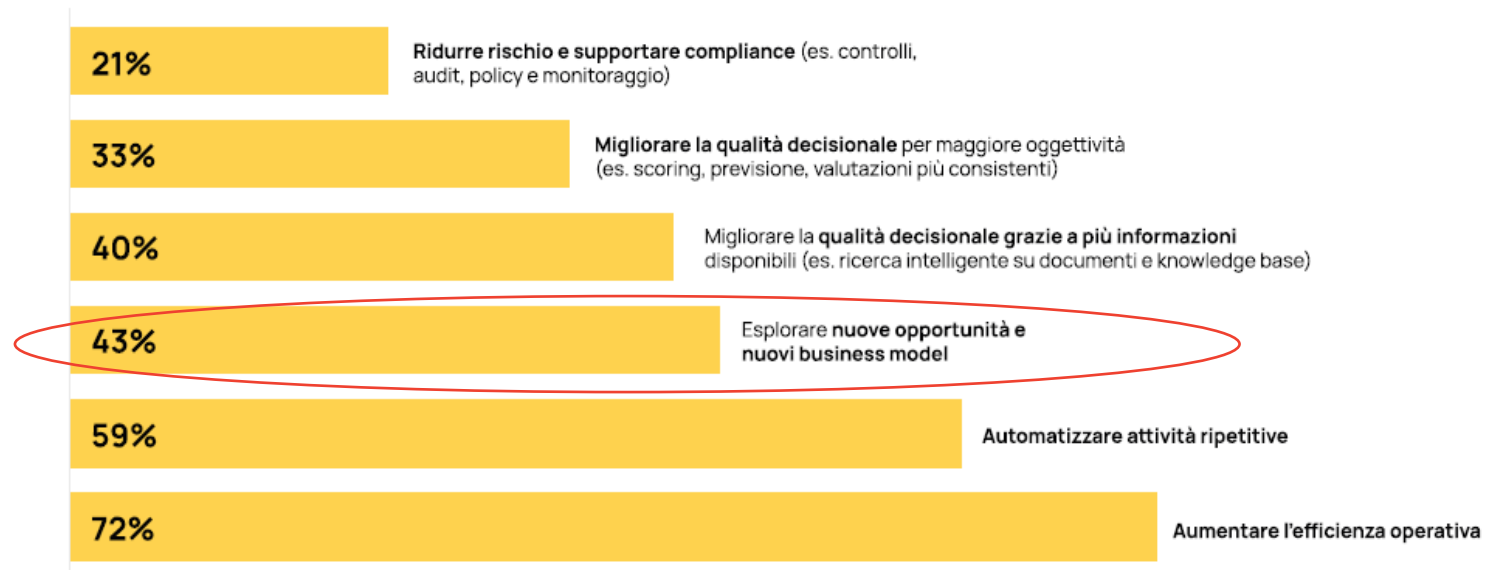 21%
Ridurre rischio e supportare compliance (es. controlli,
audit, policy e monitoraggio)
33%
Migliorare la qualità decisionale per maggiore oggettività
(es. scoring, previsione, valutazioni più consistenti)
40%
Migliorare la qualità decisionale grazie a più informazioni
disponibili (es. ricerca intelligente su documenti e knowledge base)
43%
Esplorare nuove opportunità e
nuovi business model
59%
Automatizzare attività ripetitive
72%
Aumentare l'efficienza operativa